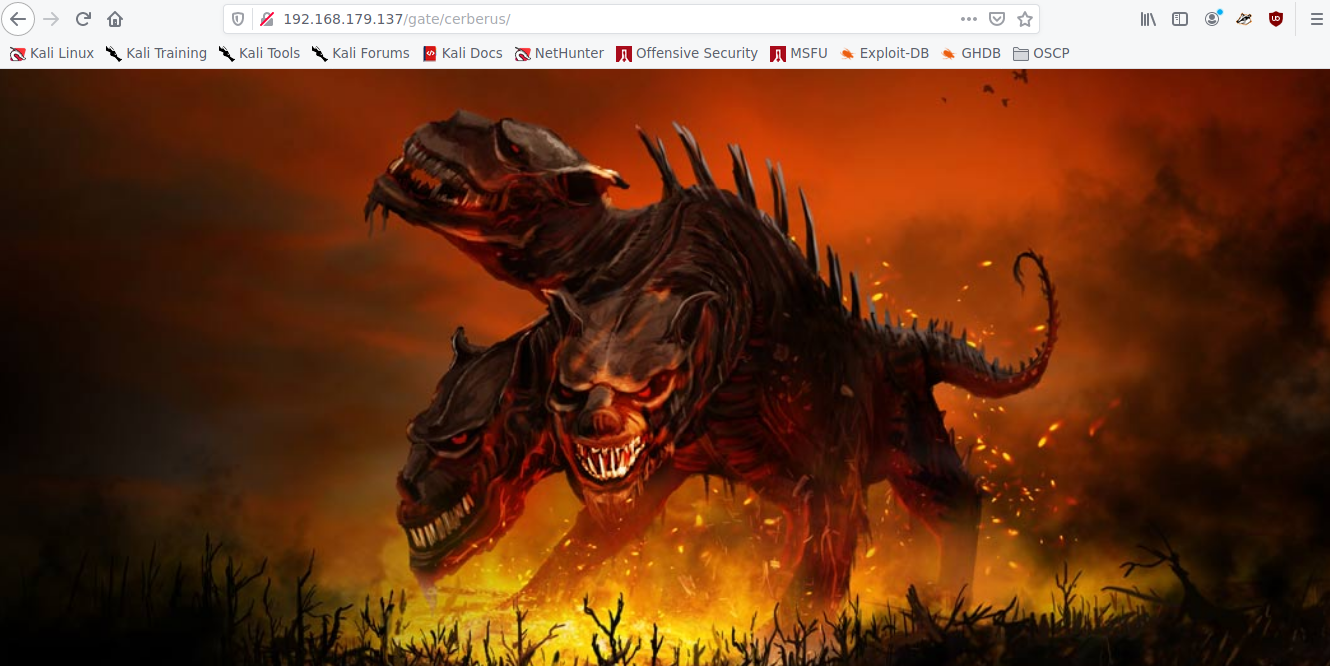 192.168.179.137/gate/cerberus/
Kali Linux Kali Training Kali Tools Kali Forums Kali Docs NetHunter Offensive Security MSFU Exploit-DB GHDB OSCP